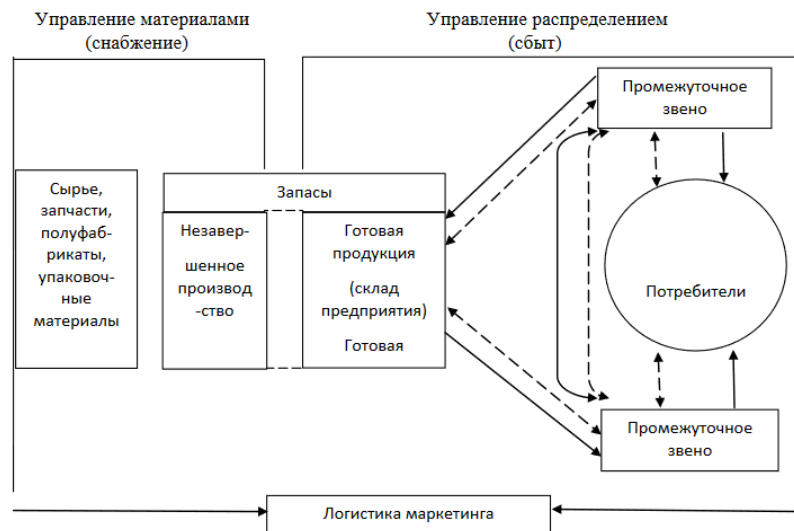 Управление материалами
(снабжение)
Управление распределением
(сбыт)
Промежуточное
звено
Сырье,
запчасти,
полуфаб-
рикаты,
упаковоч-
ные
материалы
Запасы
Незавер-
шенное
производ
-ство
Готовая
продукция
(склад
предприятия)
Готовая
Потребители
Промежуточное
звено
Логистика маркетинга